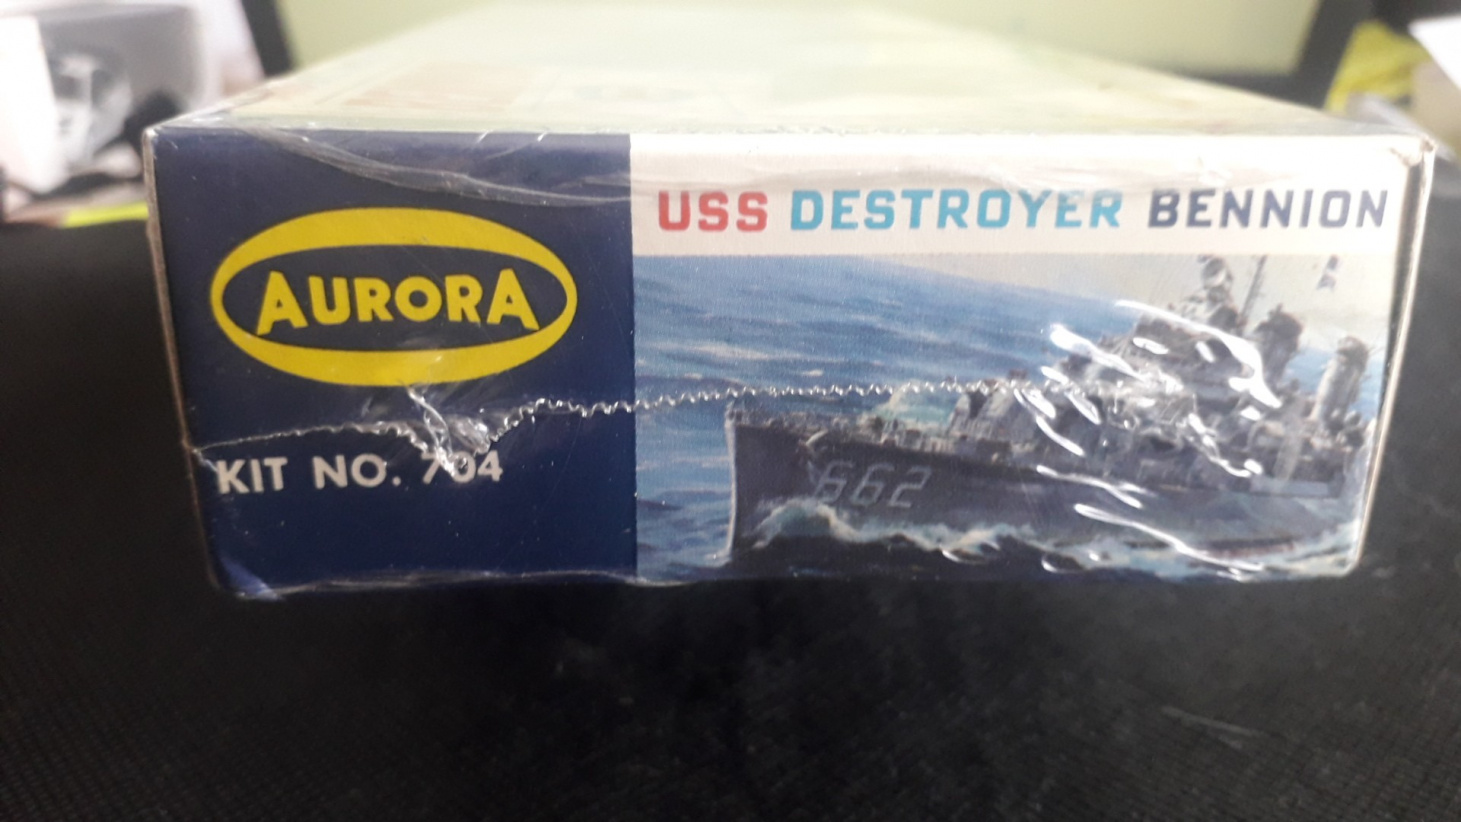 AURORA
KIT NO. 704
USS DESTROYER BENNION
662